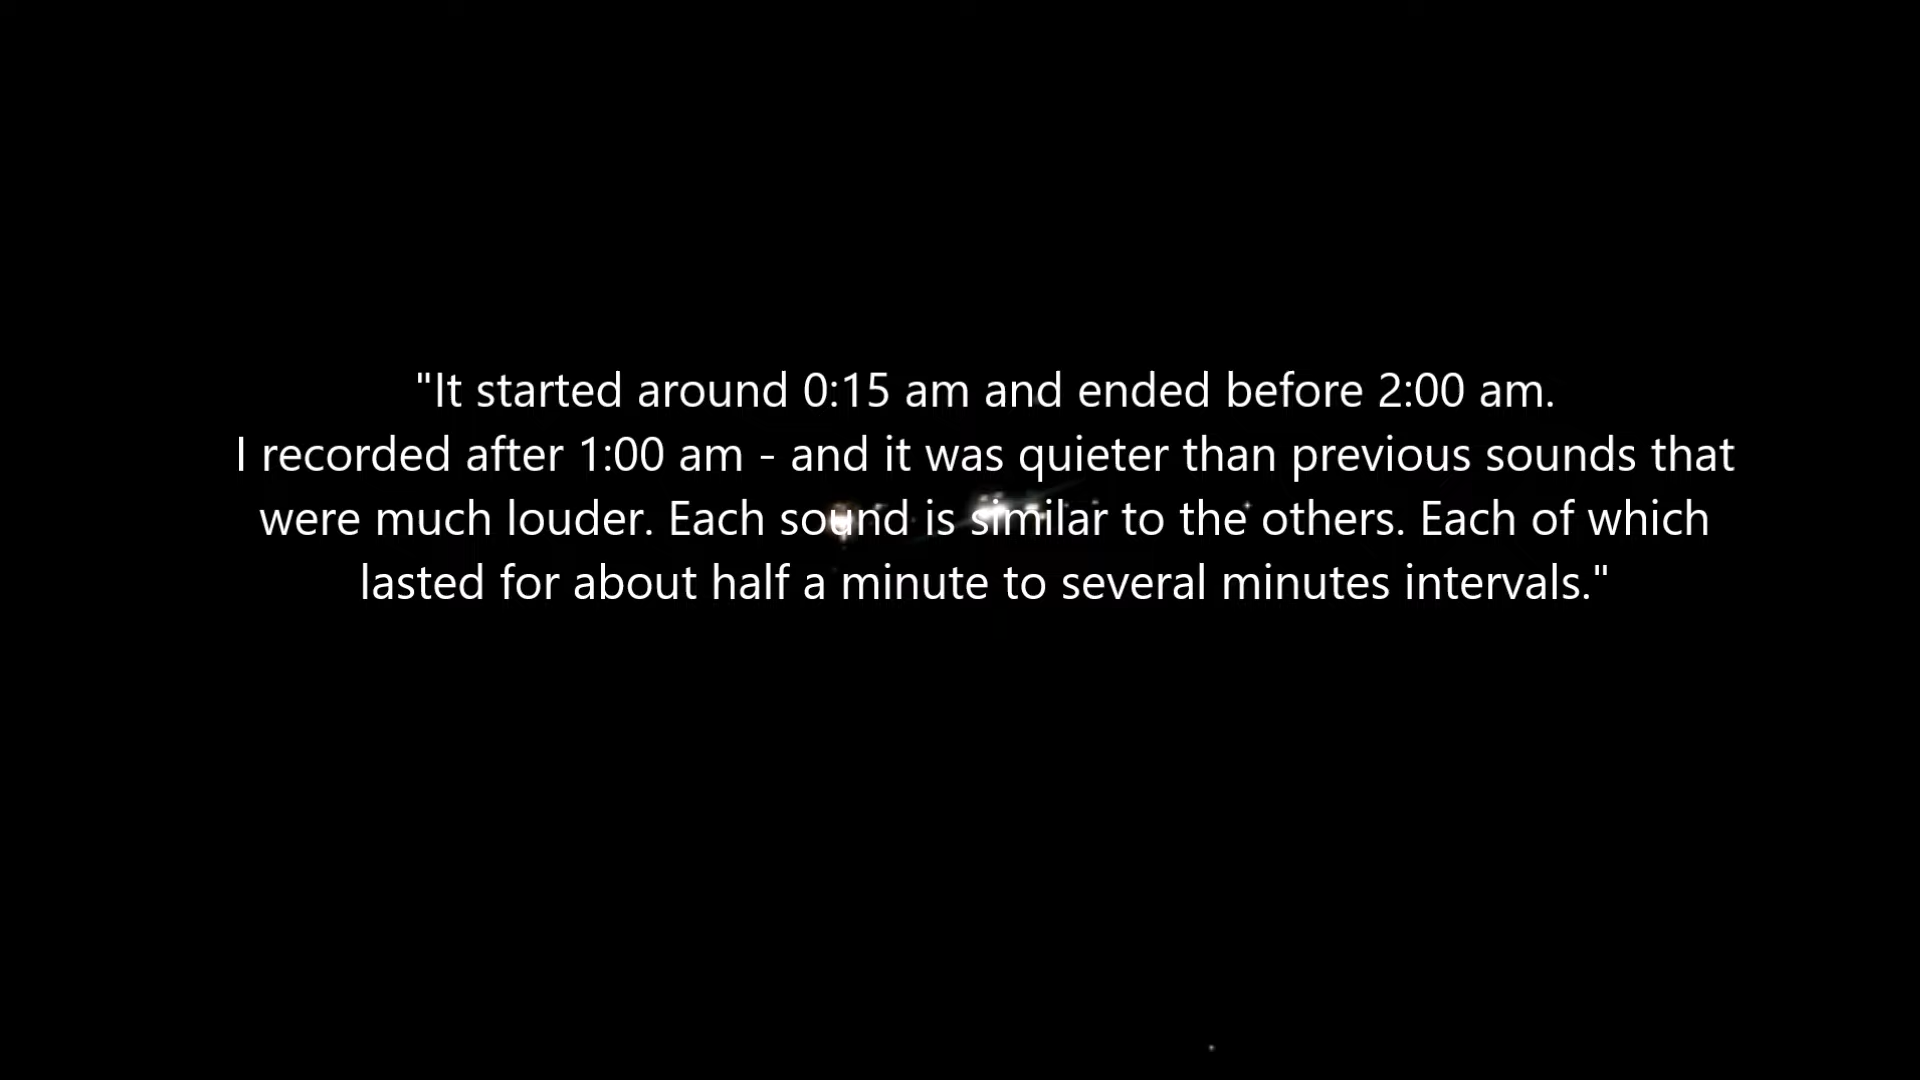 "It started around 0:15 am and ended before 2:00 am.
I recorded after 1:00 am - and it was quieter than previous sounds that
were much louder. Each sound is similar to the others. Each of which
lasted for about half a minute to several minutes intervals."